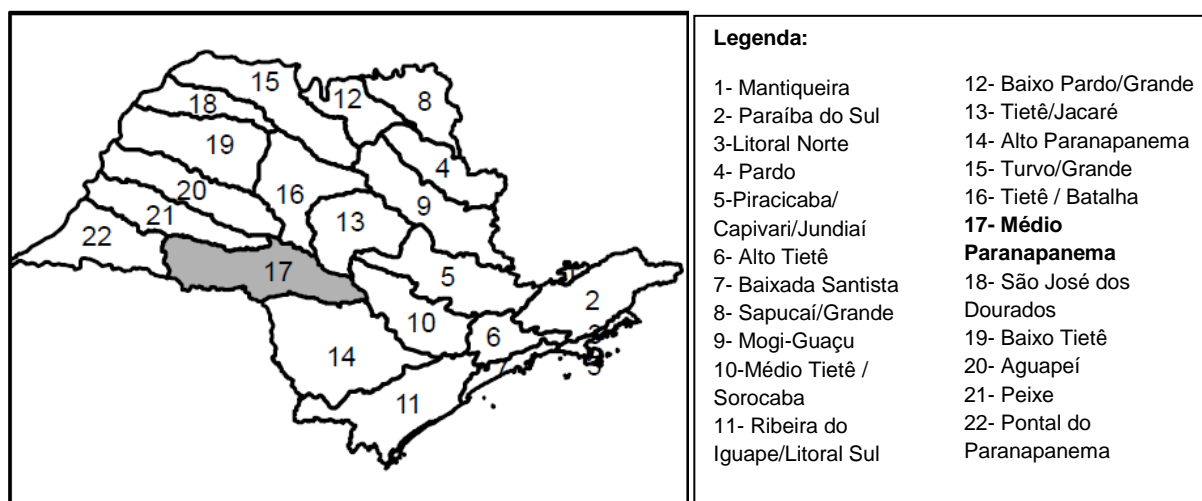 15
18
12
8
19
4
20
16
9
21
13
22
17
5
1
2
10
6
3
14
7
11
Legenda:
1- Mantiqueira
2- Paraíba do Sul
3-Litoral Norte
4- Pardo
5-Piracicaba/
Capivari/Jundiaí
6- Alto Tietê
7- Baixada Santista
8- Sapucaí/Grande
9- Mogi-Guaçu
10-Médio Tietê /
Sorocaba
11- Ribeira do
Iguape/Litoral Sul
12- Baixo Pardo/Grande
13- Tietê/Jacaré
14- Alto Paranapanema
15- Turvo/Grande
16- Tietê / Batalha
17- Médio
Paranapanema
18- São José dos
Dourados
19- Baixo Tietê
20- Aguapeí
21- Peixe
22- Pontal do
Paranapanema